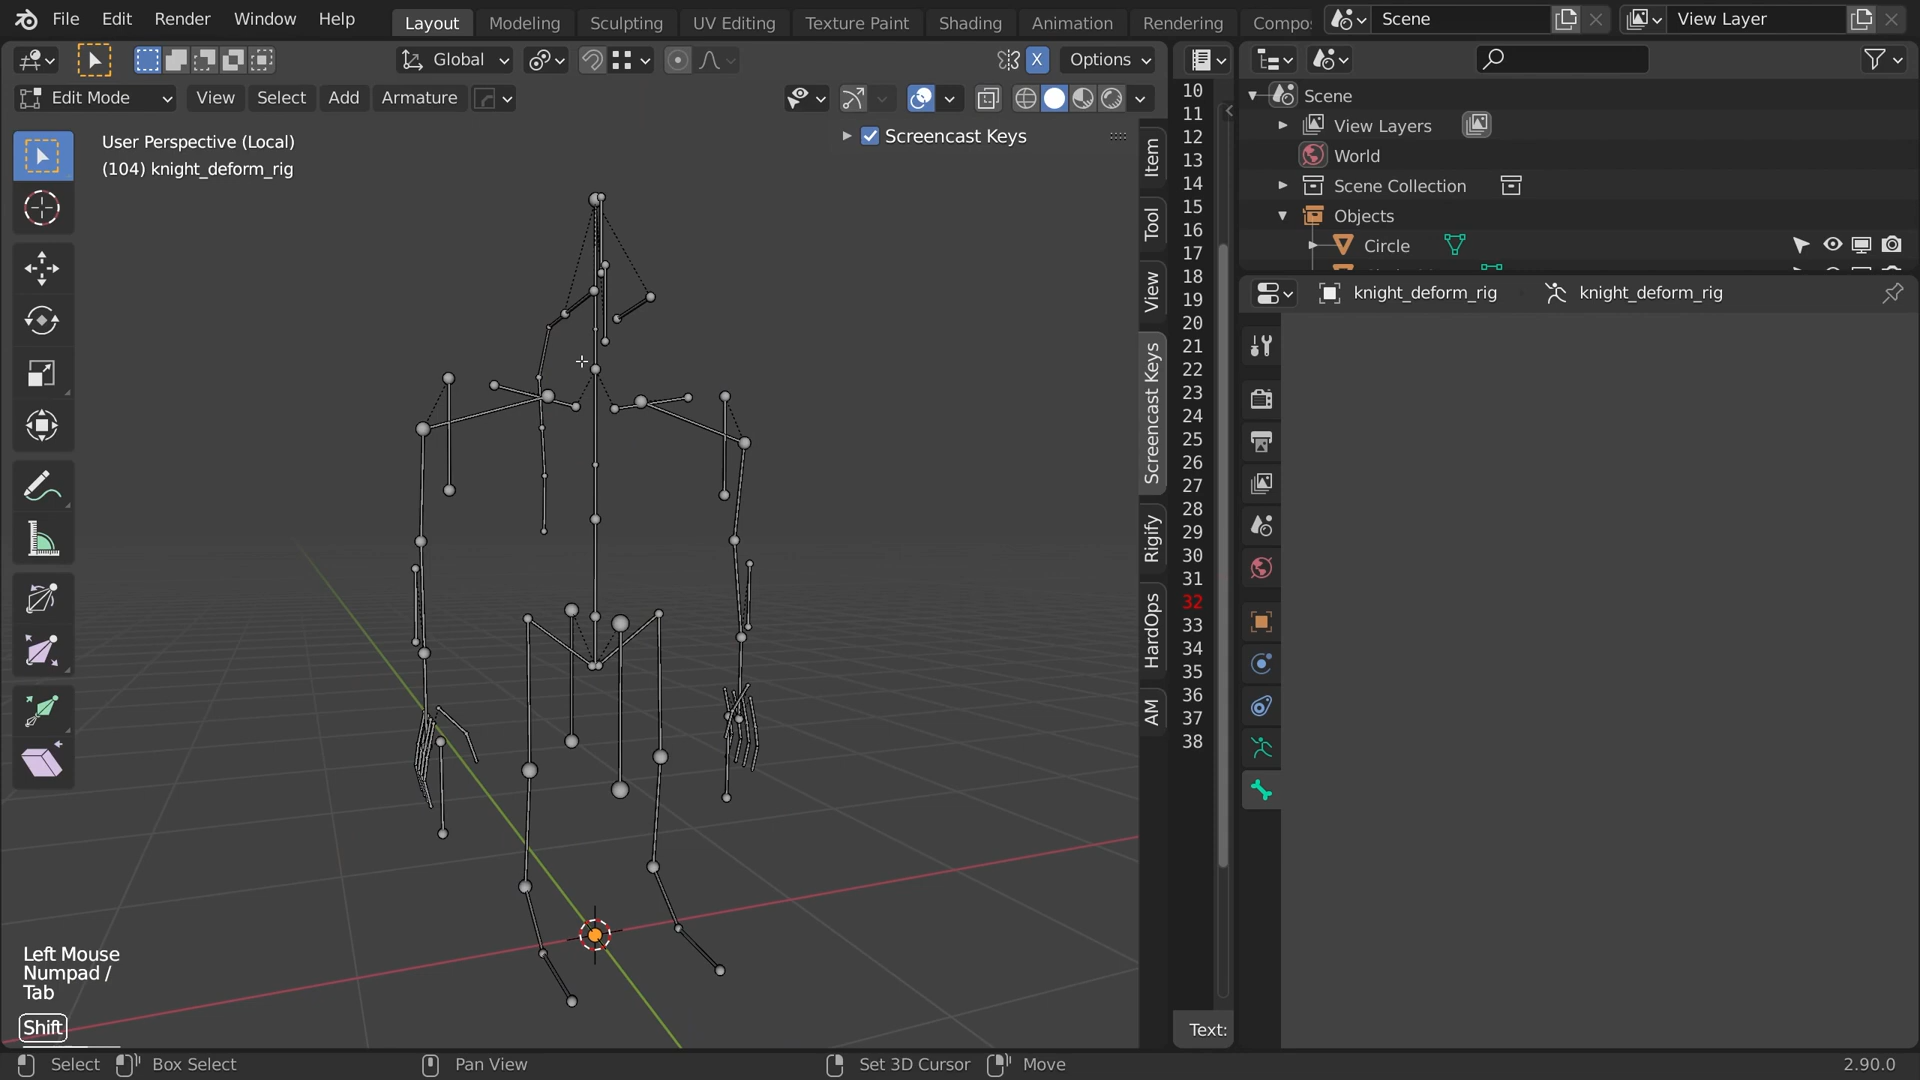 File Edit Render Window Help Layout Modeling Sculpting UV Editing Texture Paint Shading Animation Rendering Compo: Scene View Layer
Global X Options
Edit Mode View Select Add Armature
User Perspective (Local)
(104) knight_deform_rig
Screencast Keys
Item
Tool
View
Screencast Keys
Rigify
HardOps
AM
10
11
12
13
14
15
16
17
18
19
20
21
22
23
24
25
26
27
28
29
30
31
32
33
34
35
36
37
38
Text:
Scene
View Layers
World
Scene Collection
Objects
Circle
knight_deform_rig knight_deform_rig
Left Mouse
Numpad /
Tab
Shift
Select Box Select Pan View Set 3D Cursor Move 2.90.0